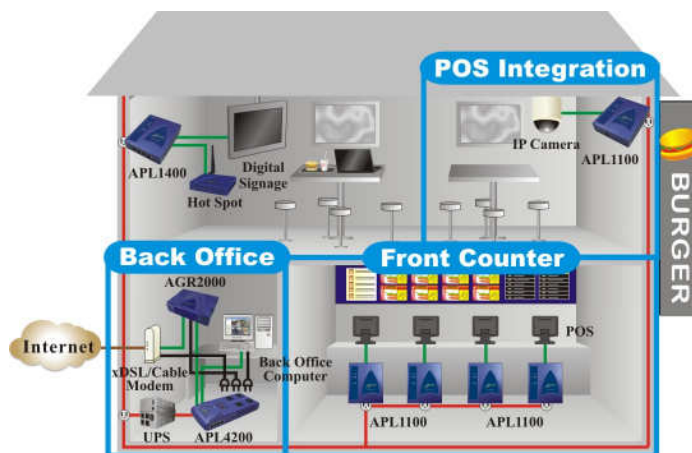 POS Integration
IP Camera
APL1100
APL1400
Digital
Signage
Hot Spot
BURGER
Back Office
Front Counter
AGR2000
Internet
xDSL/Cable
Modem
Back Office
Computer
POS
UPS
APL4200
APL1100
APL1100